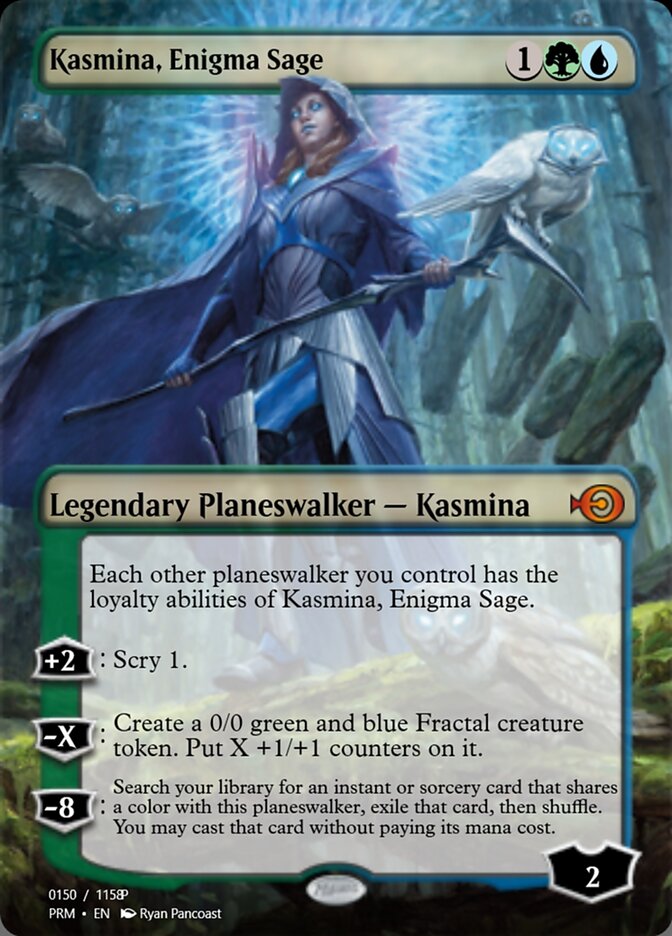 Kasmina, Enigma Sage 1
Legendary Planeswalker — Kasmina
Each other planeswalker you control has the
loyalty abilities of Kasmina, Enigma Sage.
+2 : Scry 1.
–X : Create a 0/0 green and blue Fractal creature
token. Put X +1/+1 counters on it.
–8 : Search your library for an instant or sorcery card that shares
a color with this planeswalker, exile that card, then shuffle.
You may cast that card without paying its mana cost.
2
0150 / 1158P
PRM • EN Ryan Pancoast